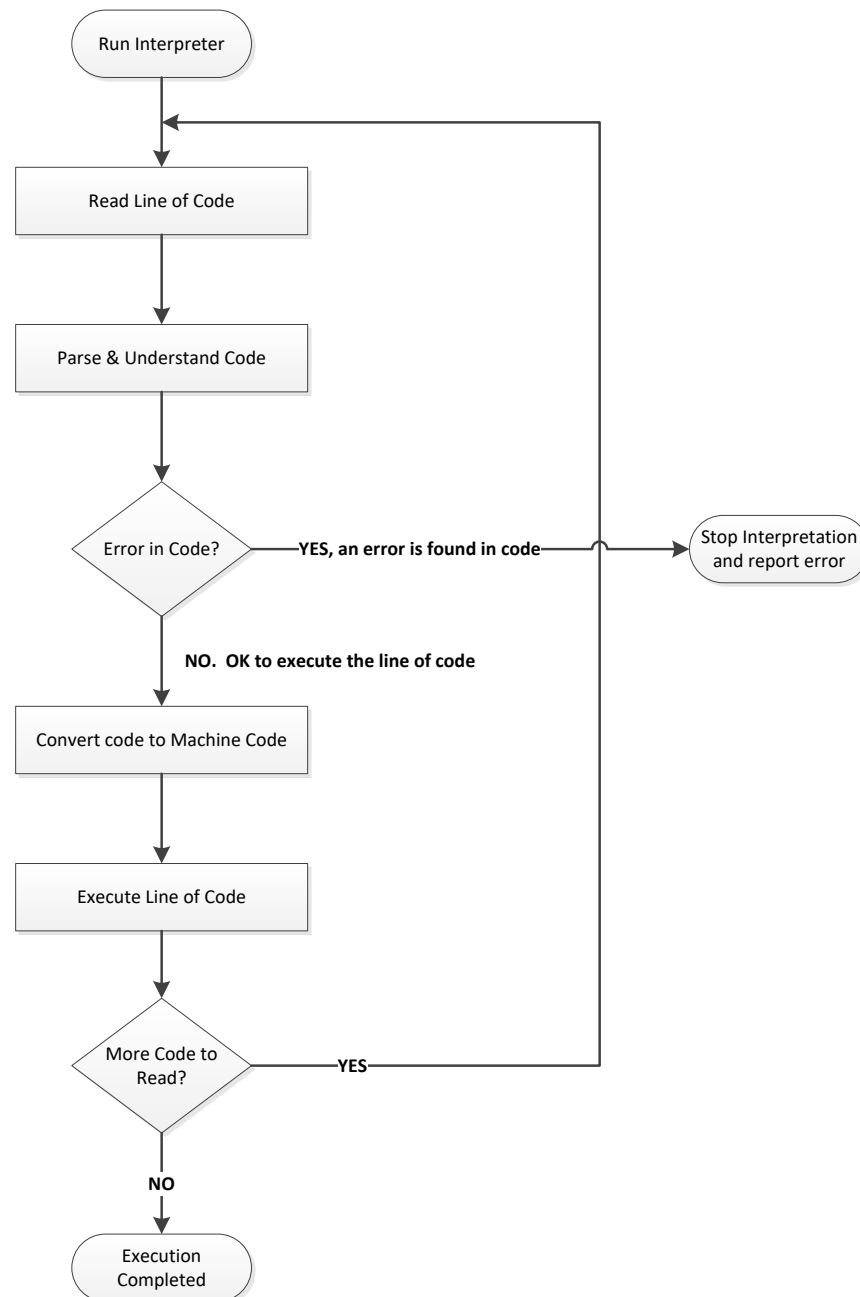 Run Interpreter
Read Line of Code
Parse & Understand Code
Error in Code?
YES, an error is found in code
Stop Interpretation
and report error
NO.  OK to execute the line of code
Convert code to Machine Code
Execute Line of Code
More Code to
Read?
YES
NO
Execution
Completed